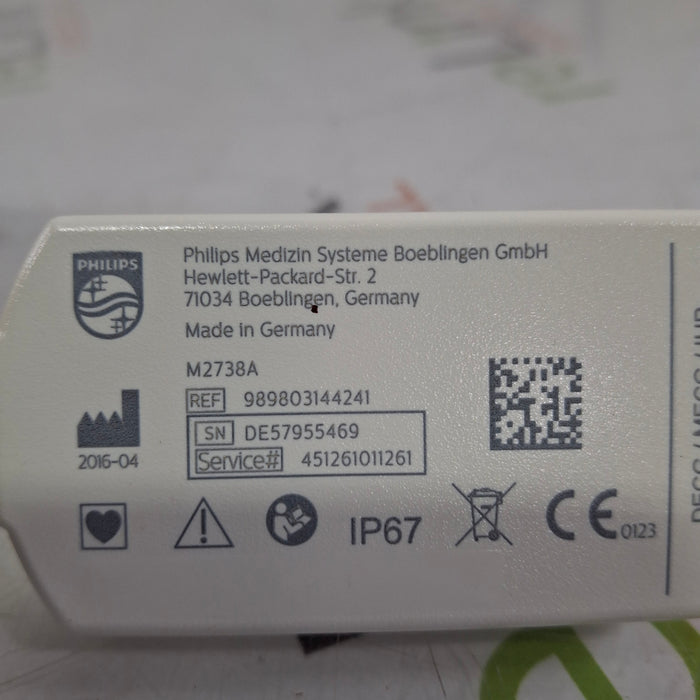 PHILIPS
Philips Medizin Systeme Boeblingen GmbH
Hewlett-Packard-Str. 2
71034 Boeblingen, Germany
Made in Germany
M2738A
REF 989803144241
SN DE57955469
Service# 451261011261
2016-04
IP67
CE 0123